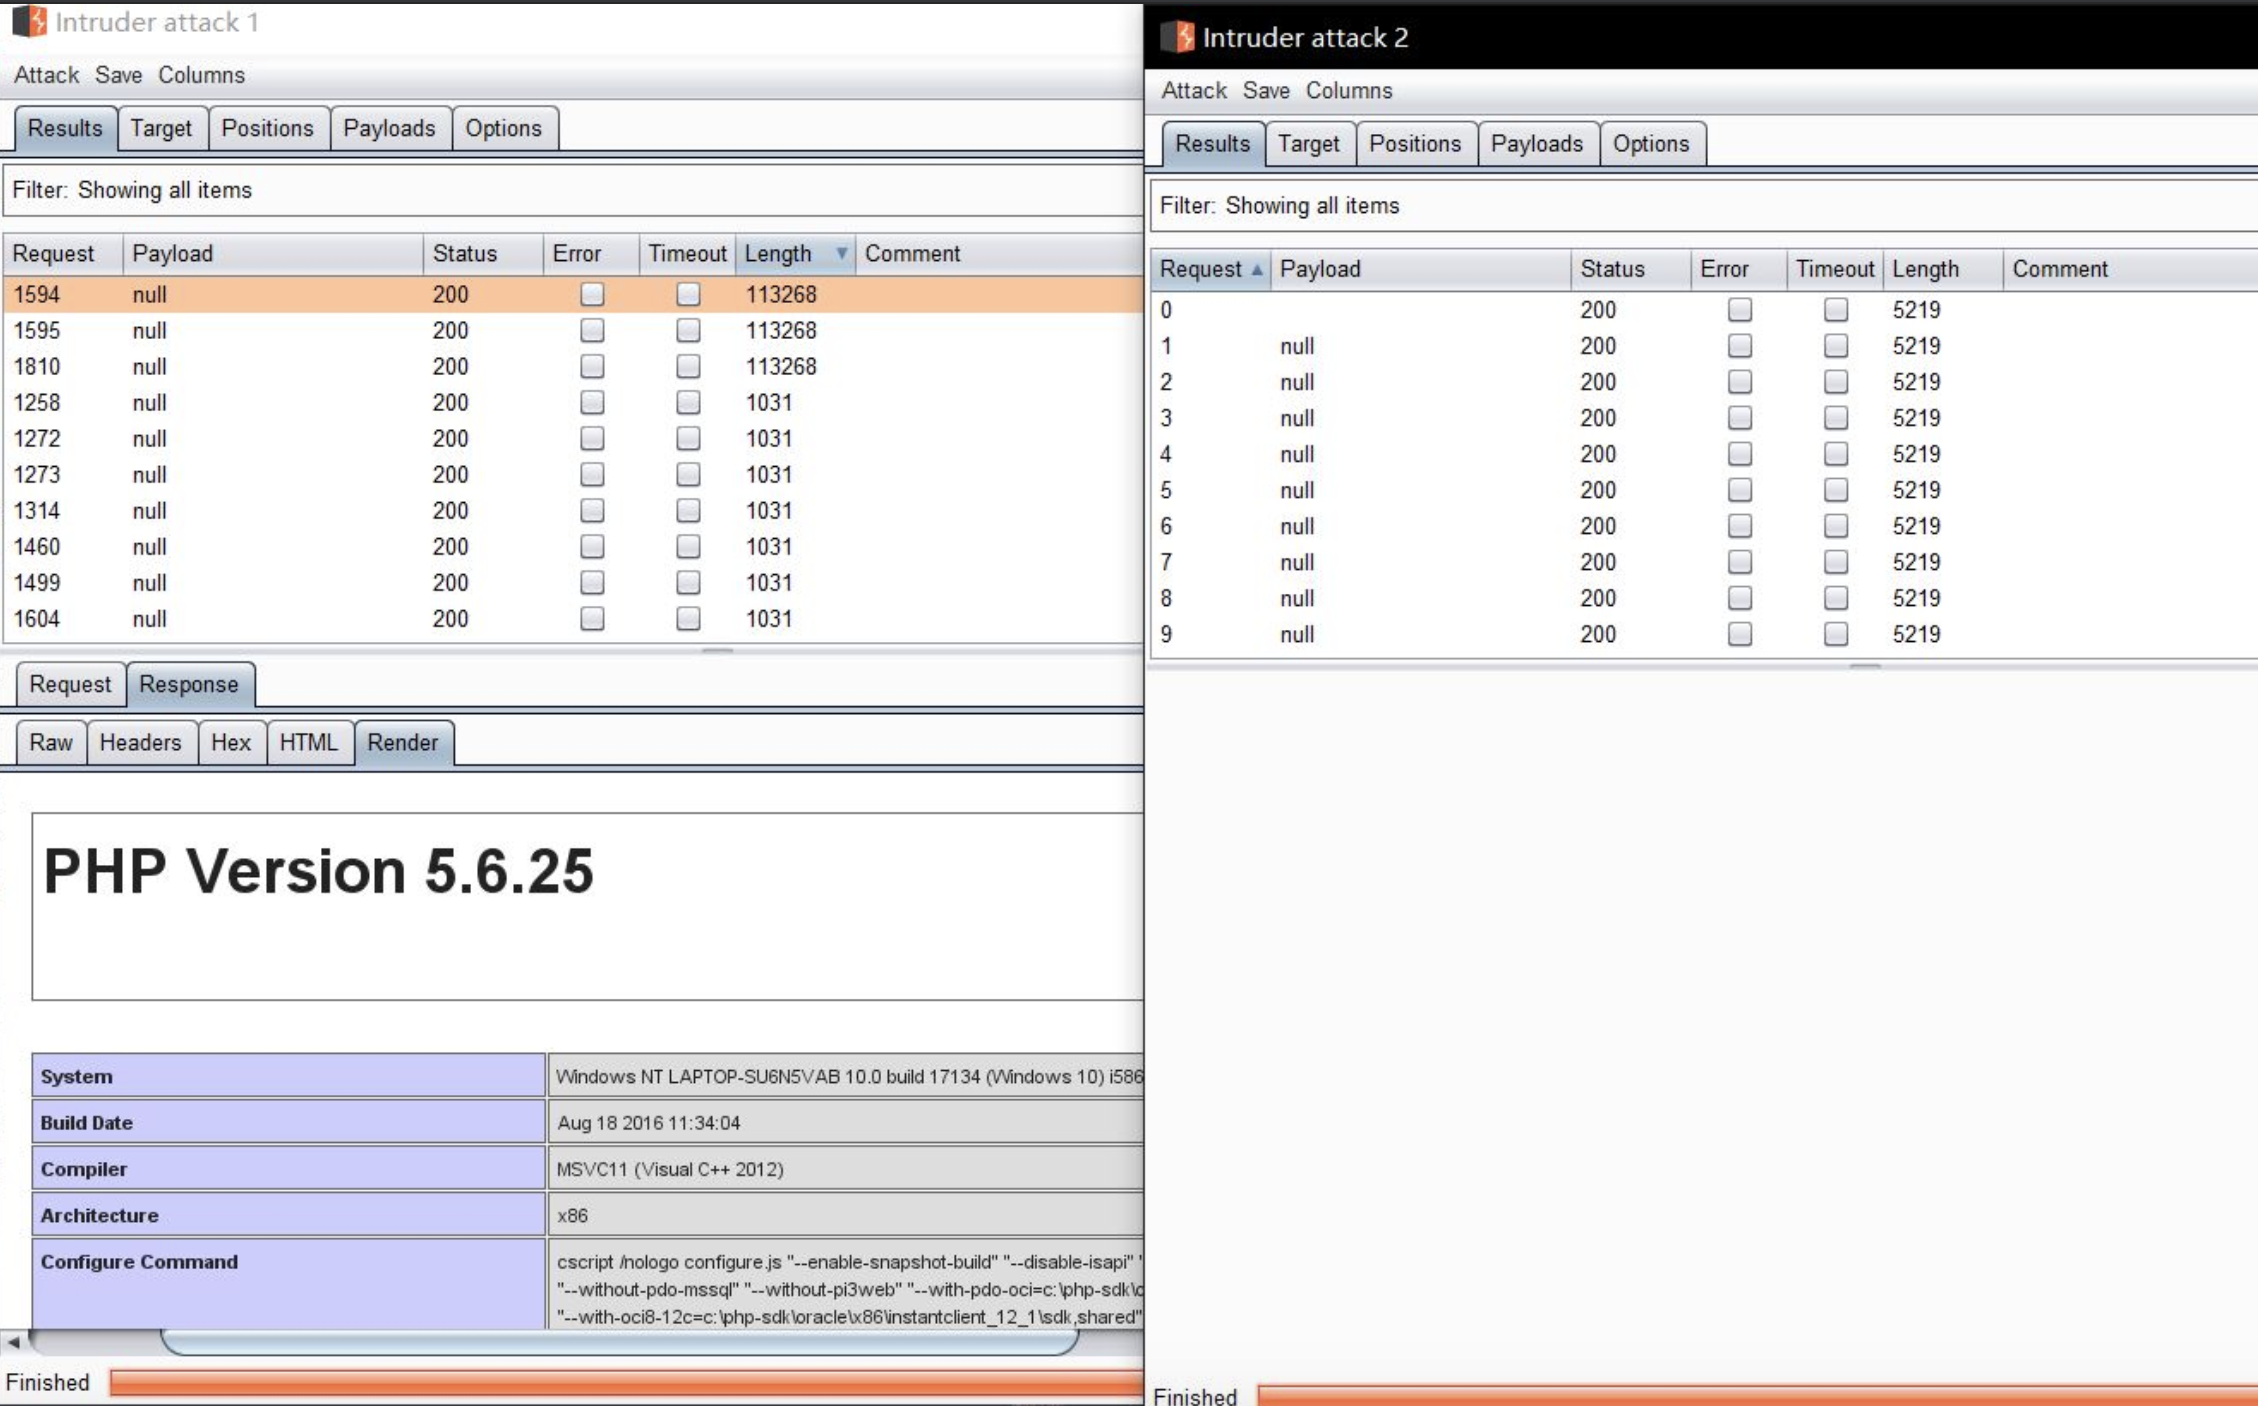 Intruder attack 1
Attack Save Columns
Results Target Positions Payloads Options
Filter: Showing all items
Request Payload Status Error Timeout Length Comment
1594 null 200 113268
1595 null 200 113268
1810 null 200 113268
1258 null 200 1031
1272 null 200 1031
1273 null 200 1031
1314 null 200 1031
1460 null 200 1031
1499 null 200 1031
1604 null 200 1031
Request Response
Raw Headers Hex HTML Render
PHP Version 5.6.25
System Windows NT LAPTOP-SU6N5VAB 10.0 build 17134 (Windows 10) i586
Build Date Aug 18 2016 11:34:04
Compiler MSVC11 (Visual C++ 2012)
Architecture x86
Configure Command cscript /nologo configure.js "--enable-snapshot-build" "--disable-isapi" "
"--without-pdo-mssql" "--without-pi3web" "--with-pdo-oci=c:\php-sdk\o
"--with-oci8-12c=c:\php-sdk\oracle\x86\instantclient_12_1\sdk,shared"
Finished
Intruder attack 2
Attack Save Columns
Results Target Positions Payloads Options
Filter: Showing all items
Request Payload Status Error Timeout Length Comment
0 200 5219
1 null 200 5219
2 null 200 5219
3 null 200 5219
4 null 200 5219
5 null 200 5219
6 null 200 5219
7 null 200 5219
8 null 200 5219
9 null 200 5219
Finished